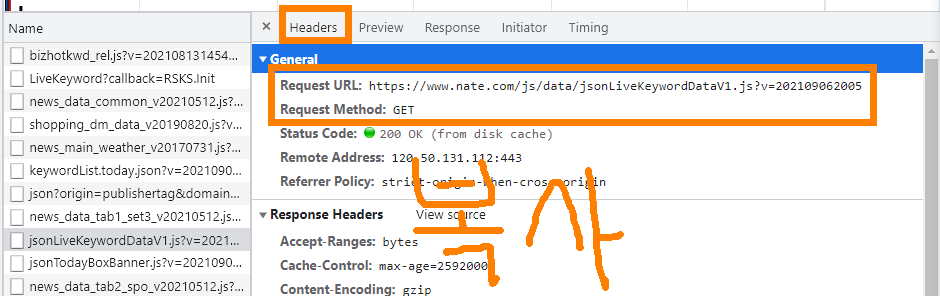 Name
bizhotkwd_rel.js?v=202108131454...
LiveKeyword?callback=RSKS.Init
news_data_common_v20210512.js?...
shopping_dm_data_v20190820.js?...
news_main_weather_v20170731.js?...
keywordList.today.json?v=2021090...
json?origin=publishertag&domain...
news_data_tab1_set3_v20210512.js...
jsonLiveKeywordDataV1.js?v=2021...
jsonTodayBoxBanner.js?v=2021090...
news_data_tab2_spo_v20210512.js...
× Headers Preview Response Initiator Timing
▼ General
Request URL: https://www.nate.com/js/data/jsonLiveKeywordDataV1.js?v=202109062005
Request Method: GET
Status Code: 200 OK (from disk cache)
Remote Address: 120.50.131.112:443
Referrer Policy: strict-origin-when-cross-origin
복사
▼ Response Headers View source
Accept-Ranges: bytes
Cache-Control: max-age=2592000
Content-Encoding: gzip